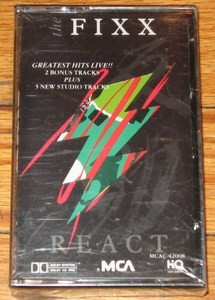 the FIXX
GREATEST HITS LIVE!!
2 BONUS TRACKS
PLUS
5 NEW STUDIO TRACKS
REACT
MCAC-42008
MCA
HQ